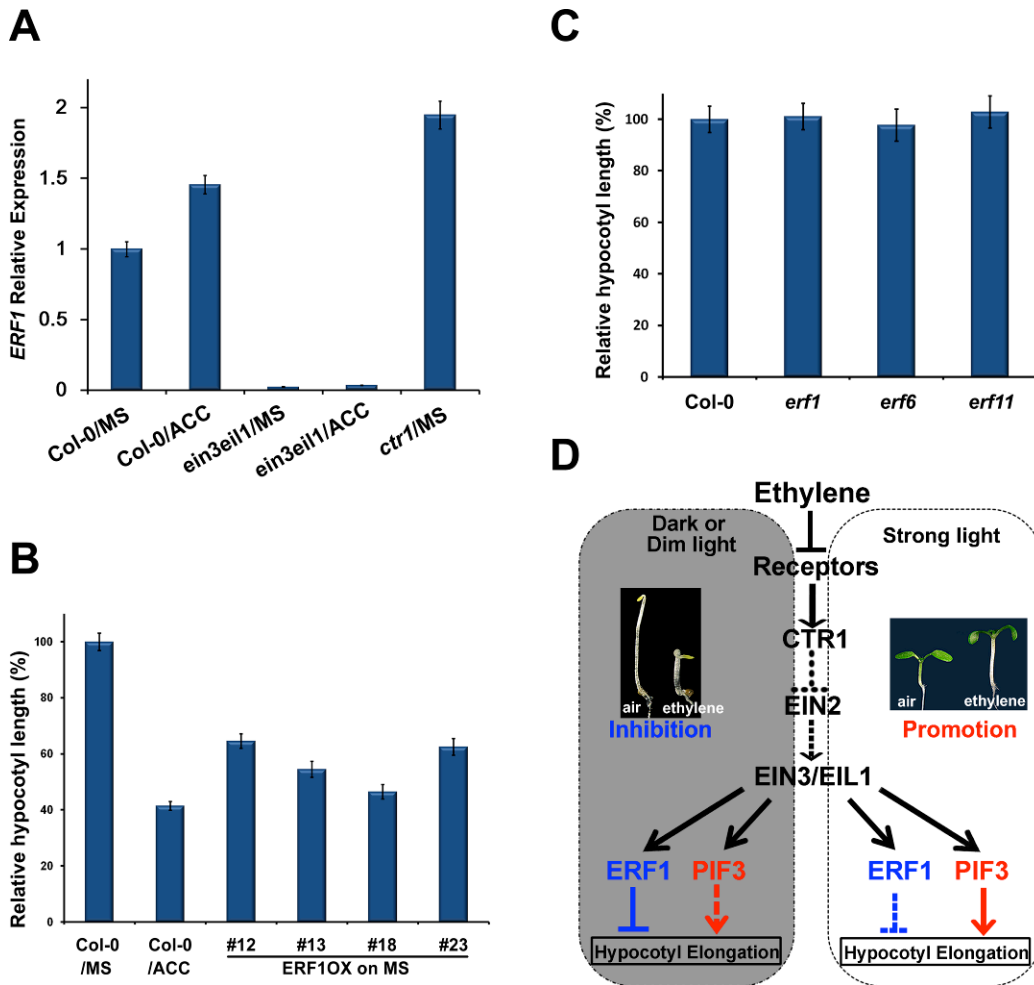 A
ERF1 Relative Expression
2
1.5
1
0.5
0
Col-0/MS
Col-0/ACC
ein3eil1/MS
ein3eil1/ACC
ctr1/MS
B
Relative hypocotyl length (%)
100
80
60
40
20
0
Col-0
/MS
Col-0
/ACC
#12
#13
#18
#23
ERF1OX on MS
C
Relative hypocotyl length (%)
100
80
60
40
20
0
Col-0
erf1
erf6
erf11
D
Ethylene
Dark or
Dim light
Strong light
Receptors
CTR1
EIN2
air
ethylene
Inhibition
air
ethylene
Promotion
EIN3/EIL1
ERF1
PIF3
ERF1
PIF3
Hypocotyl Elongation
Hypocotyl Elongation